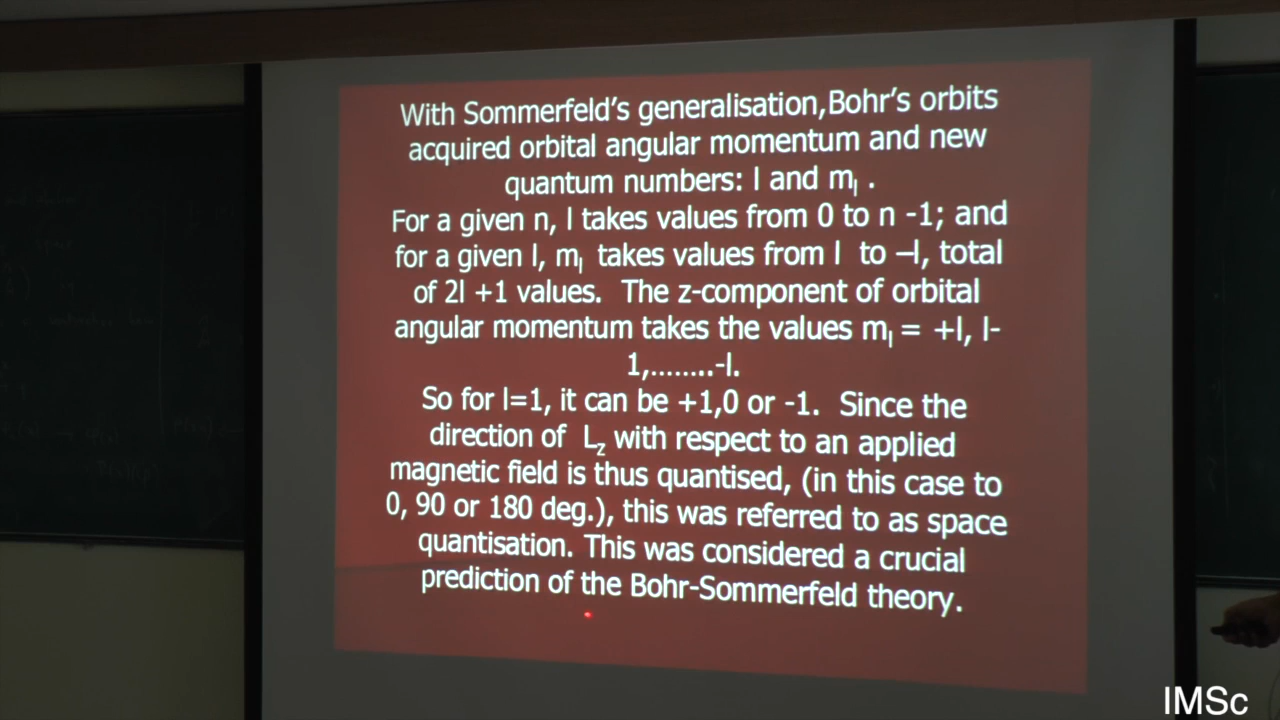 With Sommerfeld's generalisation,Bohr's orbits
acquired orbital angular momentum and new
quantum numbers: l and mₗ .
For a given n, l takes values from 0 to n -1; and
for a given l, mₗ takes values from l to –l, total
of 2l +1 values. The z-component of orbital
angular momentum takes the values mₗ = +l, l-
1,........-l.
So for l=1, it can be +1,0 or -1. Since the
direction of L_z with respect to an applied
magnetic field is thus quantised, (in this case to
0, 90 or 180 deg.), this was referred to as space
quantisation. This was considered a crucial
prediction of the Bohr-Sommerfeld theory.
IMSc